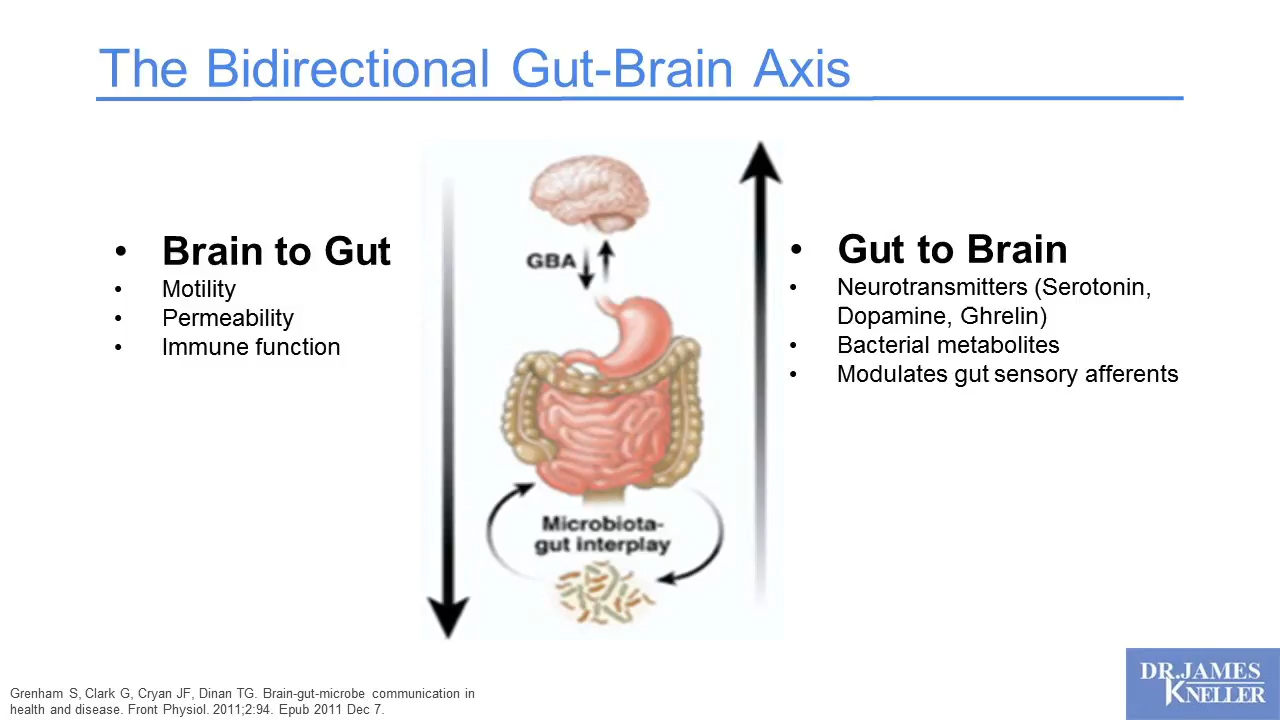 The Bidirectional Gut-Brain Axis
• Brain to Gut
• Motility
• Permeability
• Immune function
GBA
Microbiota-
gut interplay
• Gut to Brain
• Neurotransmitters (Serotonin,
Dopamine, Ghrelin)
• Bacterial metabolites
• Modulates gut sensory afferents
Grenham S, Clark G, Cryan JF, Dinan TG. Brain-gut-microbe communication in
health and disease. Front Physiol. 2011;2:94. Epub 2011 Dec 7.
DR.JAMES
KNELLER